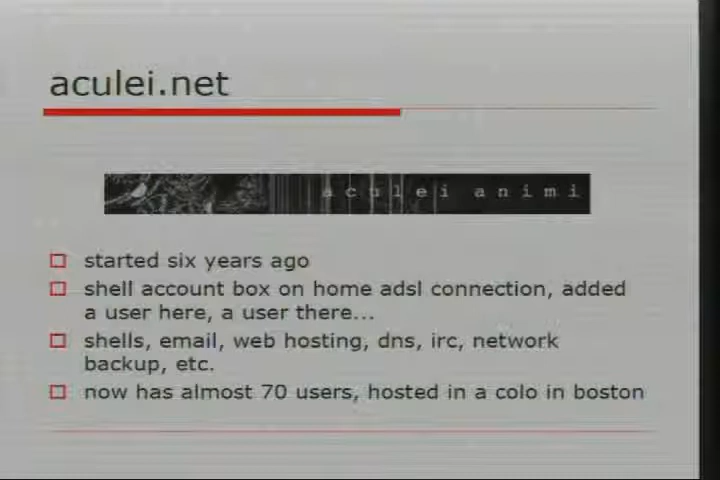 aculei.net
aculei animi
started six years ago
shell account box on home adsl connection, added
a user here, a user there...
shells, email, web hosting, dns, irc, network
backup, etc.
now has almost 70 users, hosted in a colo in boston